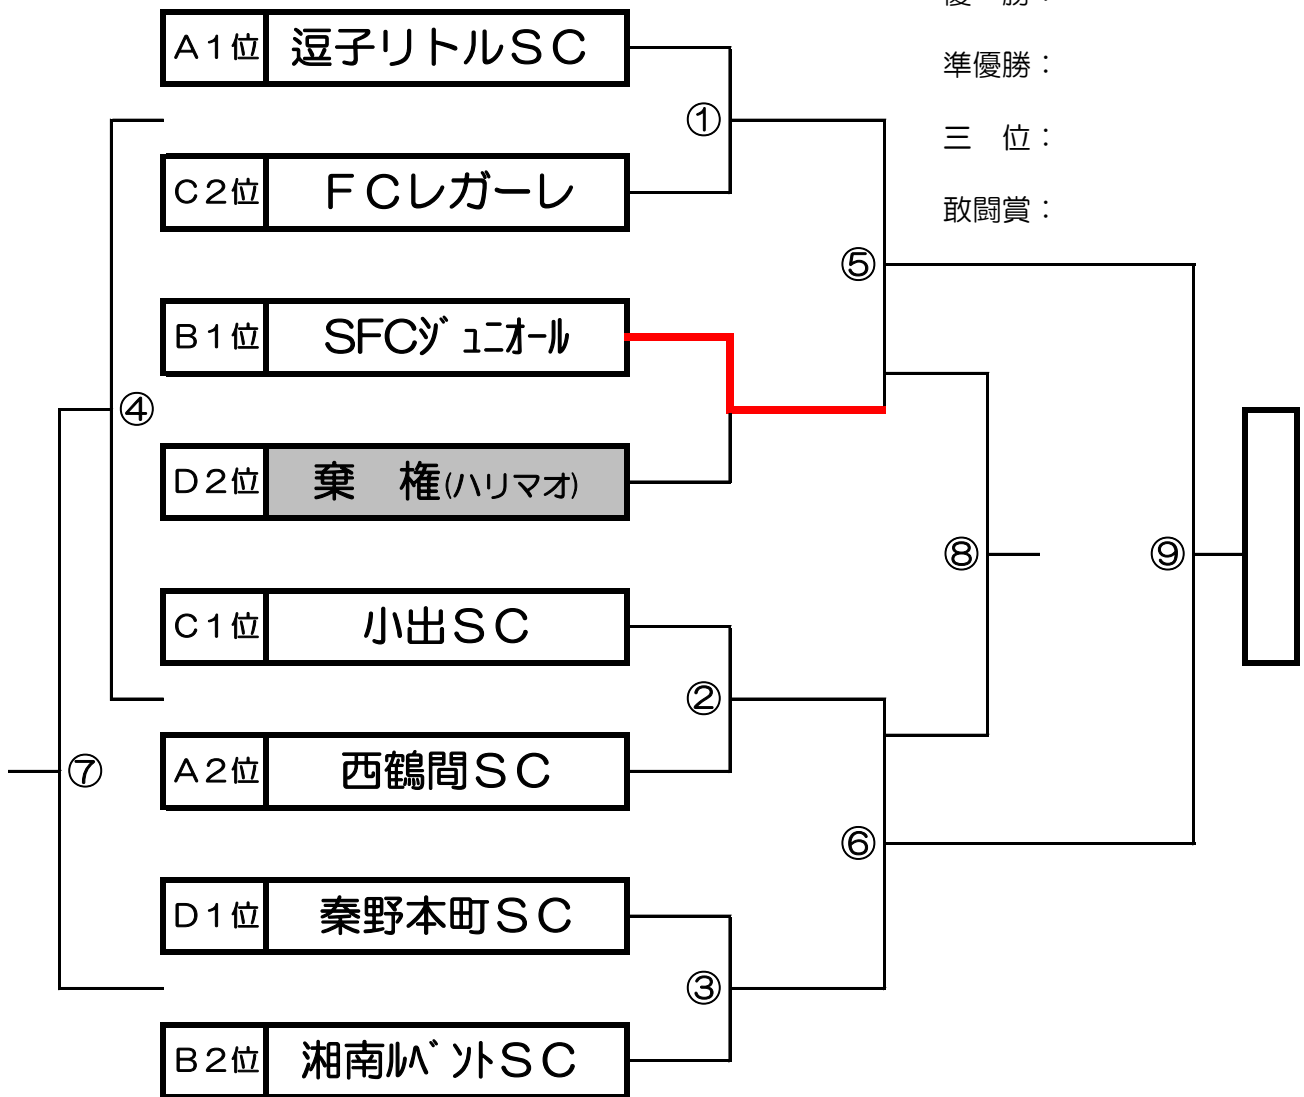 優　勝：
A1位 逗子リトルSC
準優勝：
①
三　位：
C2位 FCレガーレ
敢闘賞：
⑤
B1位 SFCｼﾞｭﾆｵｰﾙ
④
D2位 棄　権(ハリマオ)
⑧
⑨
C1位 小出SC
②
A2位 西鶴間SC
⑦
⑥
D1位 秦野本町SC
③
B2位 湘南ﾙﾍﾞﾝﾄSC